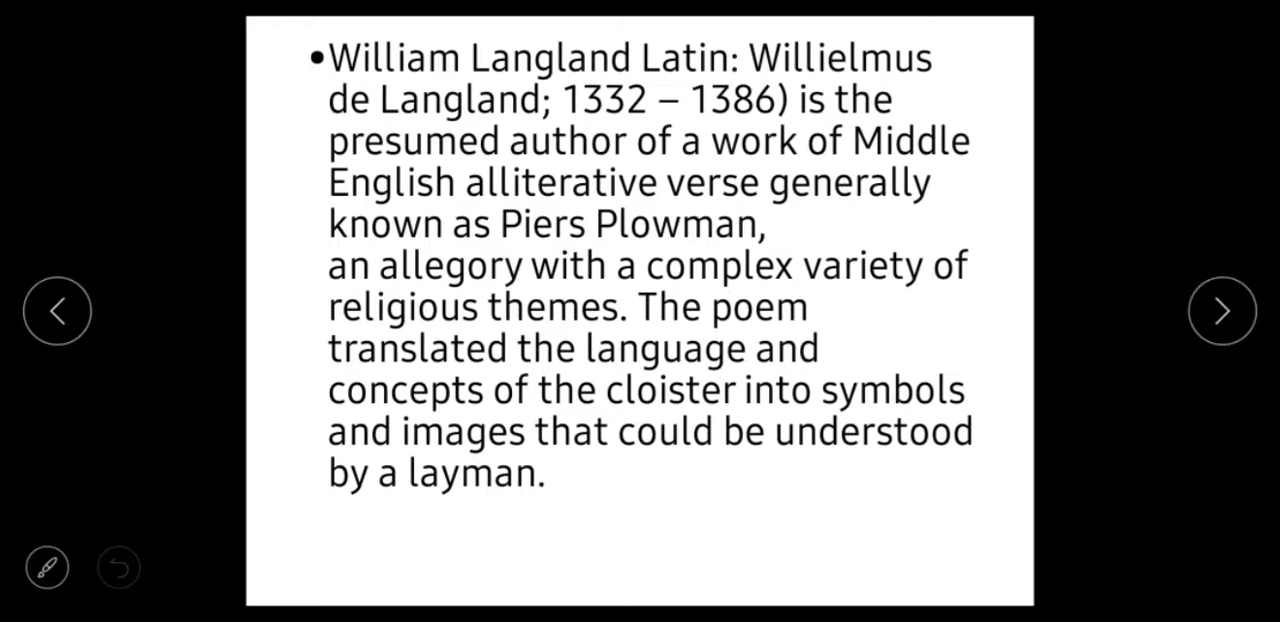 •William Langland Latin: Willielmus
de Langland; 1332 – 1386) is the
presumed author of a work of Middle
English alliterative verse generally
known as Piers Plowman,
an allegory with a complex variety of
religious themes. The poem
translated the language and
concepts of the cloister into symbols
and images that could be understood
by a layman.